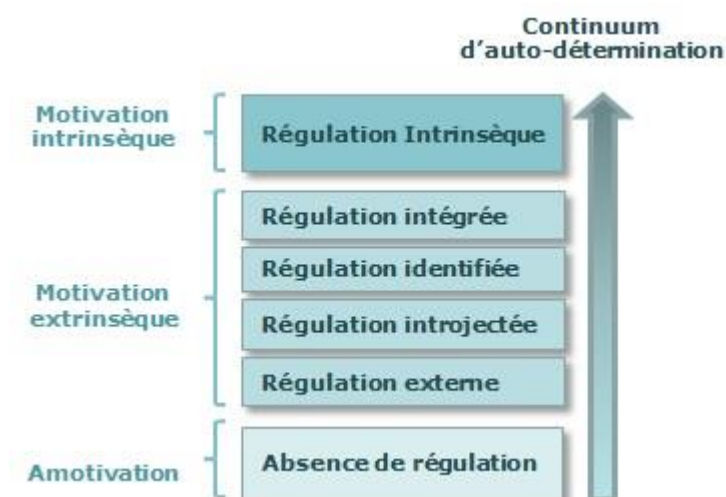 Continuum
d'auto-détermination
Motivation
intrinsèque
Régulation Intrinsèque
Régulation intégrée
Régulation identifiée
Motivation
extrinsèque
Régulation introjectée
Régulation externe
Amotivation
Absence de régulation